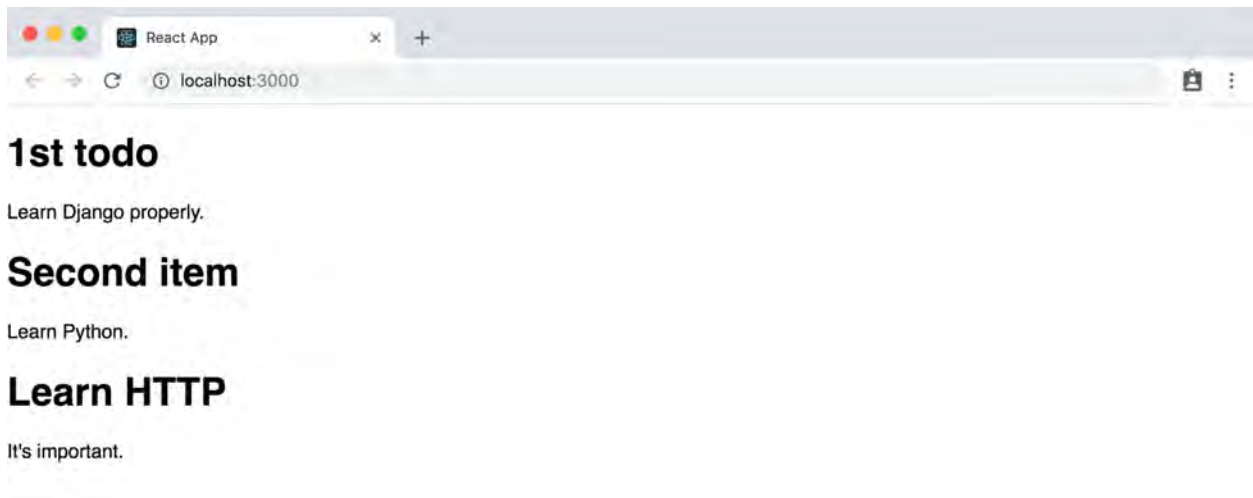 React App
localhost:3000
1st todo
Learn Django properly.
Second item
Learn Python.
Learn HTTP
It's important.